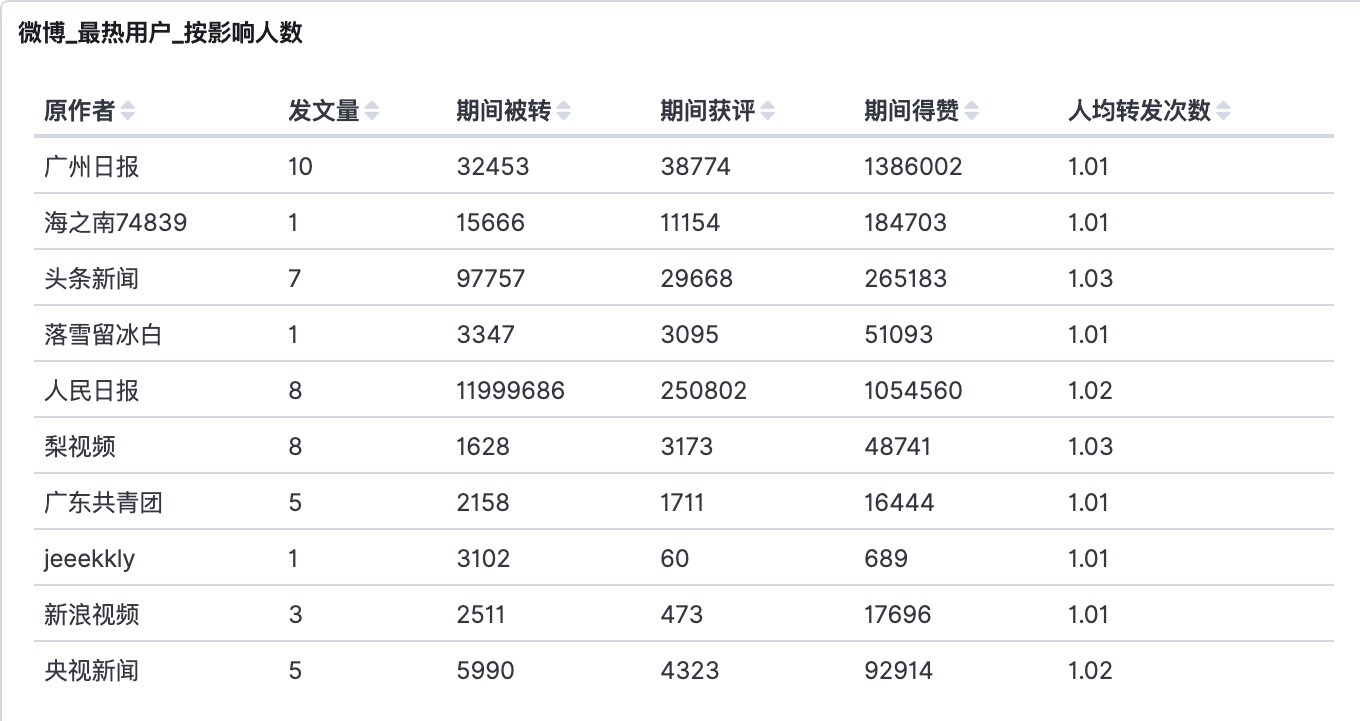 微博_最热用户_按影响人数
原作者 发文量 期间被转 期间获评 期间得赞 人均转发次数
广州日报 10 32453 38774 1386002 1.01
海之南74839 1 15666 11154 184703 1.01
头条新闻 7 97757 29668 265183 1.03
落雪留冰白 1 3347 3095 51093 1.01
人民日报 8 11999686 250802 1054560 1.02
梨视频 8 1628 3173 48741 1.03
广东共青团 5 2158 1711 16444 1.01
jeeekkly 1 3102 60 689 1.01
新浪视频 3 2511 473 17696 1.01
央视新闻 5 5990 4323 92914 1.02